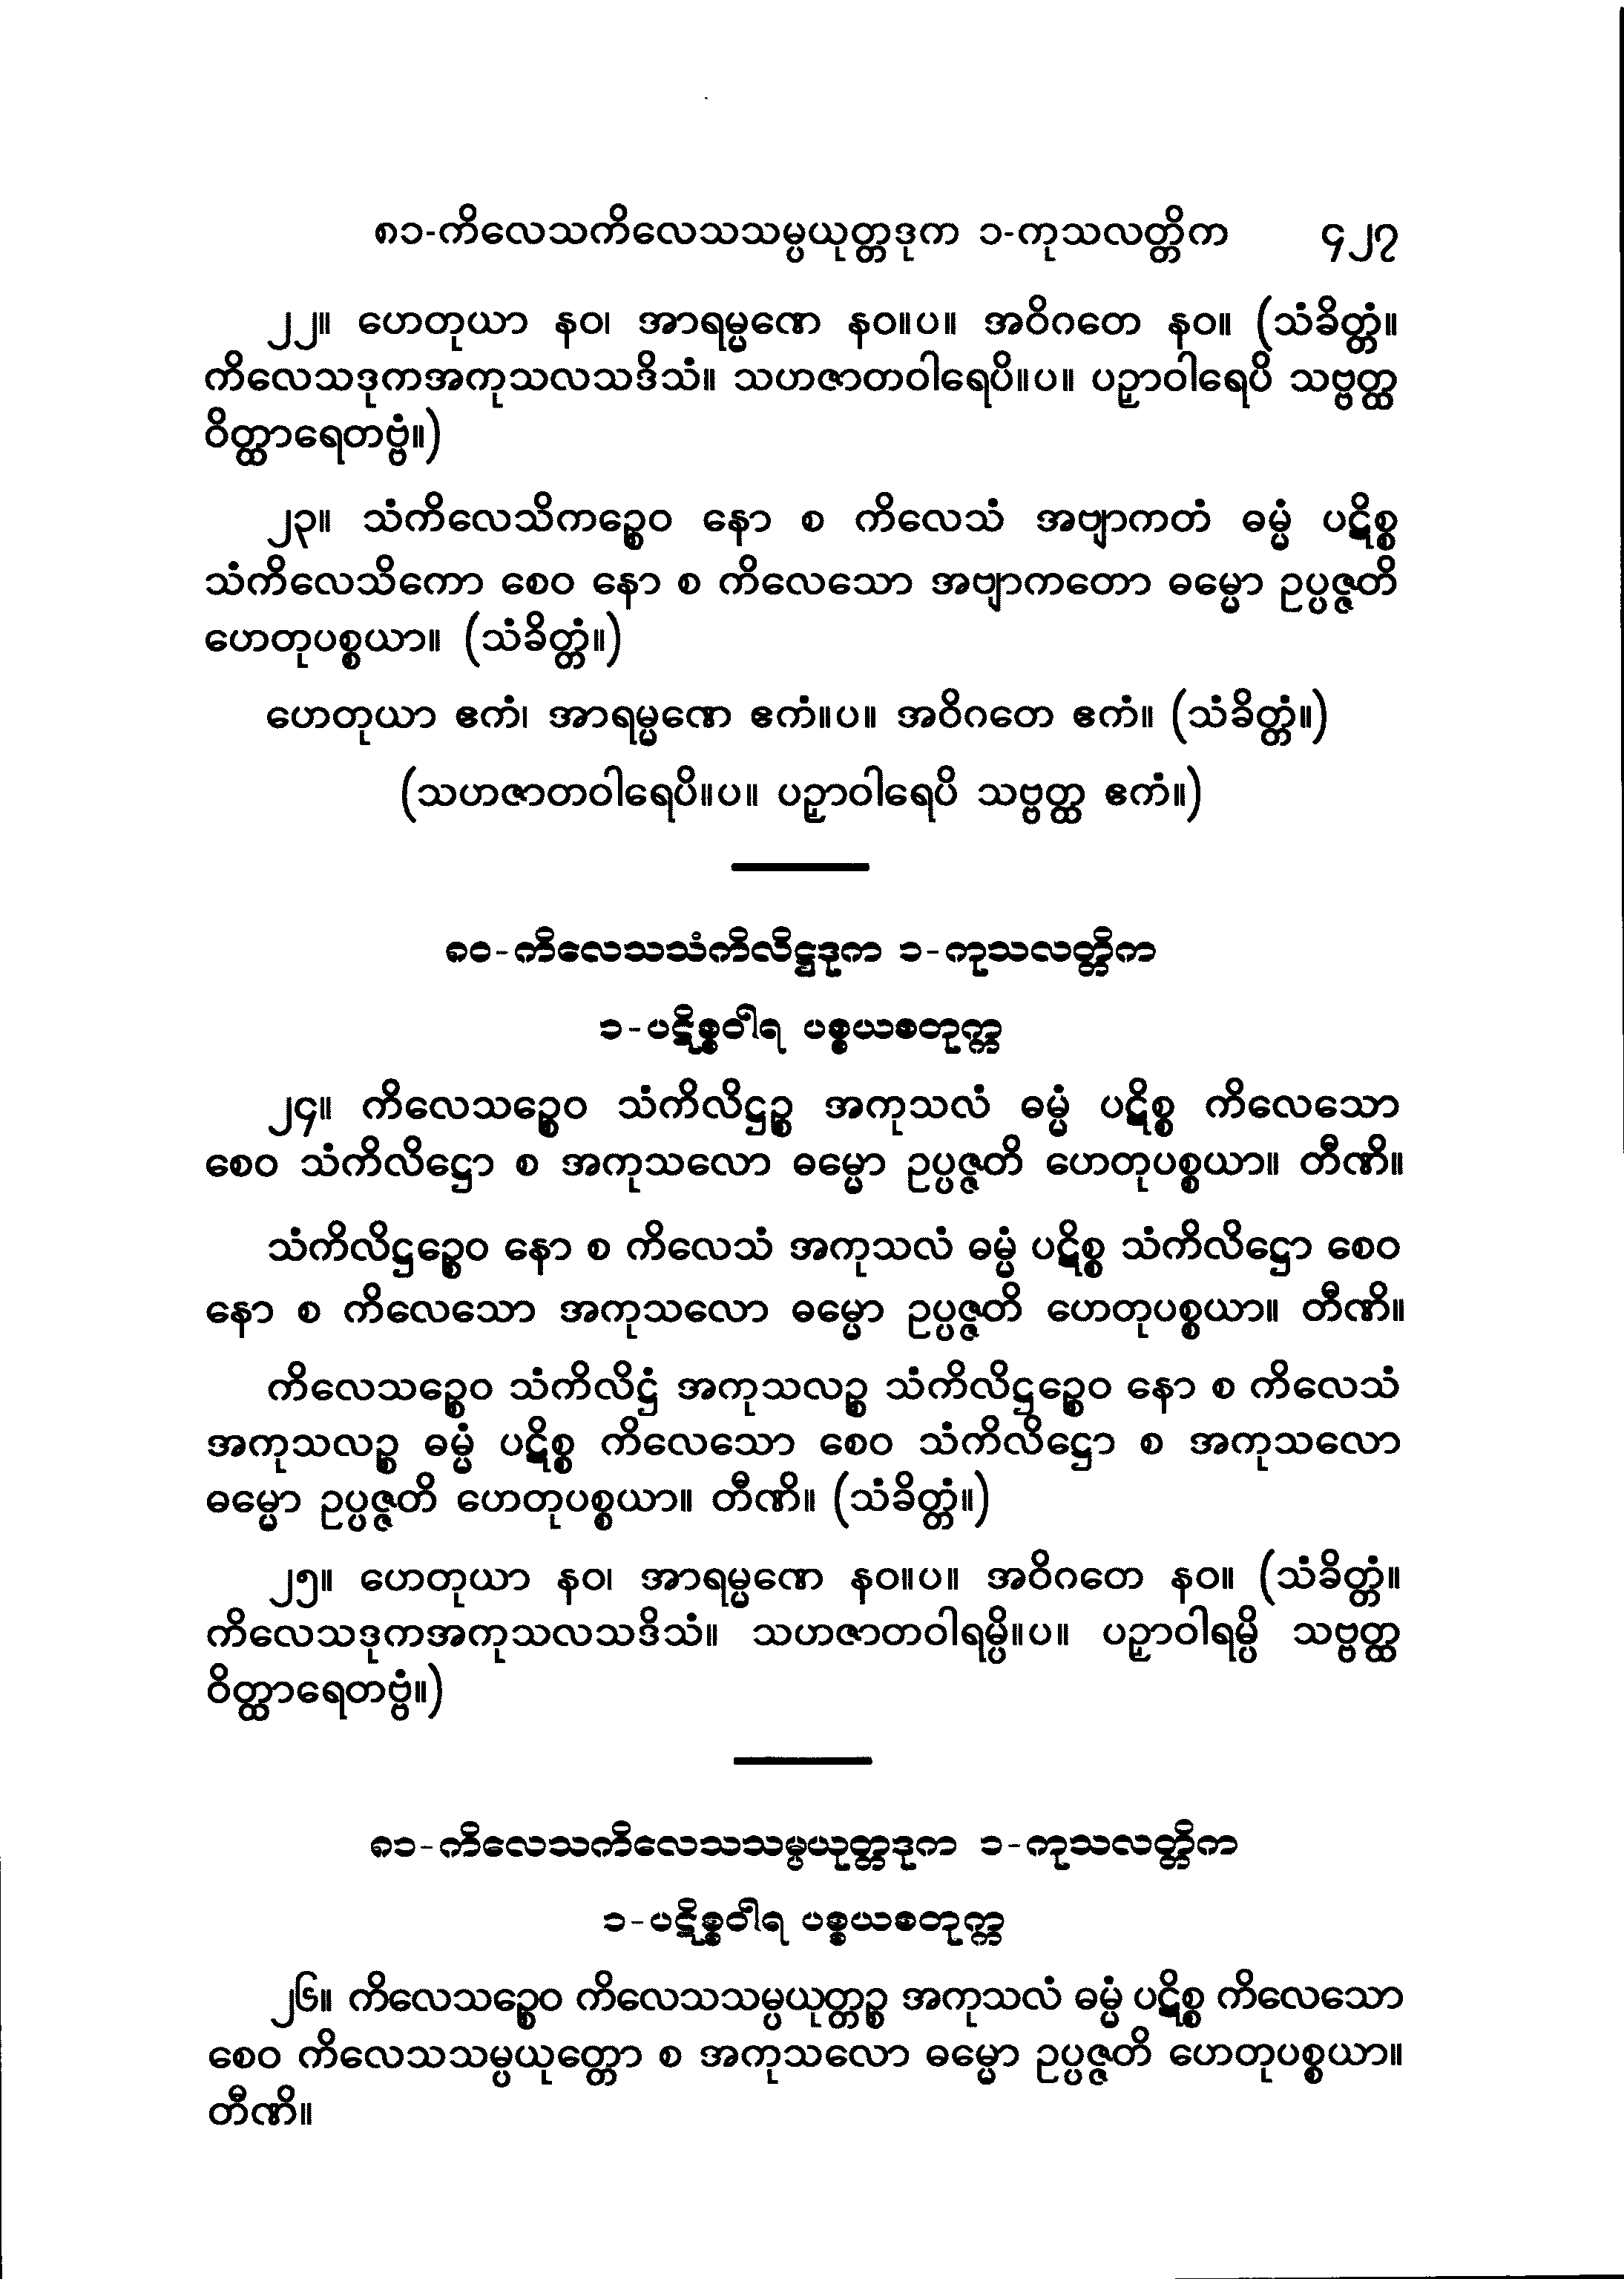 ၈၁-ကိလေသကိလေသသမ္ပယုတ္တဒုက ၁-ကုသလတ္တိက ၄၂၇
၂၂။ ဟေတုယာ နဝ၊ အာရမ္မဏေ နဝ။ပ။ အဝိဂတေ နဝ။ (သံခိတ္တံ။
ကိလေသဒုကအကုသလသဒိသံ။ သဟဇာတဝါရေပိ။ပ။ ပဉှာဝါရေပိ သဗ္ဗတ္ထ
ဝိတ္ထာရေတဗ္ဗံ။)
၂၃။ သံကိလေသိကဉ္စေဝ နော စ ကိလေသံ အဗျာကတံ ဓမ္မံ ပဋိစ္စ
သံကိလေသိကော စေဝ နော စ ကိလေသော အဗျာကတော ဓမ္မော ဥပ္ပဇ္ဇတိ
ဟေတုပစ္စယာ။ (သံခိတ္တံ။)
ဟေတုယာ ဧကံ၊ အာရမ္မဏေ ဧကံ။ပ။ အဝိဂတေ ဧကံ။ (သံခိတ္တံ။)
(သဟဇာတဝါရေပိ။ပ။ ပဉှာဝါရေပိ သဗ္ဗတ္ထ ဧကံ။)
၈၀-ကိလေသသံကိလိဋ္ဌဒုက ၁-ကုသလတ္တိက
၁-ပဋိစ္စဝါရ ပစ္စယစတုက္က
၂၄။ ကိလေသဉ္စေဝ သံကိလိဋ္ဌဉ္စ အကုသလံ ဓမ္မံ ပဋိစ္စ ကိလေသော
စေဝ သံကိလိဋ္ဌော စ အကုသလော ဓမ္မော ဥပ္ပဇ္ဇတိ ဟေတုပစ္စယာ။ တီဏိ။
သံကိလိဋ္ဌဉ္စေဝ နော စ ကိလေသံ အကုသလံ ဓမ္မံ ပဋိစ္စ သံကိလိဋ္ဌော စေဝ
နော စ ကိလေသော အကုသလော ဓမ္မော ဥပ္ပဇ္ဇတိ ဟေတုပစ္စယာ။ တီဏိ။
ကိလေသဉ္စေဝ သံကိလိဋ္ဌံ အကုသလဉ္စ သံကိလိဋ္ဌဉ္စေဝ နော စ ကိလေသံ
အကုသလဉ္စ ဓမ္မံ ပဋိစ္စ ကိလေသော စေဝ သံကိလိဋ္ဌော စ အကုသလော
ဓမ္မော ဥပ္ပဇ္ဇတိ ဟေတုပစ္စယာ။ တီဏိ။ (သံခိတ္တံ။)
၂၅။ ဟေတုယာ နဝ၊ အာရမ္မဏေ နဝ။ပ။ အဝိဂတေ နဝ။ (သံခိတ္တံ။
ကိလေသဒုကအကုသလသဒိသံ။ သဟဇာတဝါရမ္ပိ။ပ။ ပဉှာဝါရမ္ပိ သဗ္ဗတ္ထ
ဝိတ္ထာရေတဗ္ဗံ။)
၈၁-ကိလေသကိလေသသမ္ပယုတ္တဒုက ၁-ကုသလတ္တိက
၁-ပဋိစ္စဝါရ ပစ္စယစတုက္က
၂၆။ ကိလေသဉ္စေဝ ကိလေသသမ္ပယုတ္တဉ္စ အကုသလံ ဓမ္မံ ပဋိစ္စ ကိလေသော
စေဝ ကိလေသသမ္ပယုတ္တော စ အကုသလော ဓမ္မော ဥပ္ပဇ္ဇတိ ဟေတုပစ္စယာ။
တီဏိ။